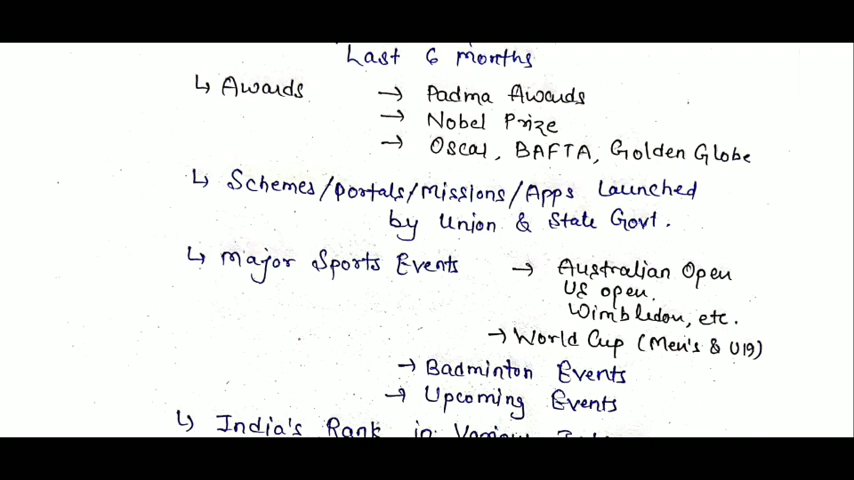 Last 6 months
↳ Awards → Padma Awards
→ Nobel Prize
→ Oscar, BAFTA, Golden Globe
↳ Schemes/Portals/Missions/Apps Launched
by Union & State Govt.
↳ Major Sports Events → Australian Open
US open,
Wimbledon, etc.
→ World Cup (Men's & U19)
→ Badminton Events
→ Upcoming Events
↳ India's Rank in Various